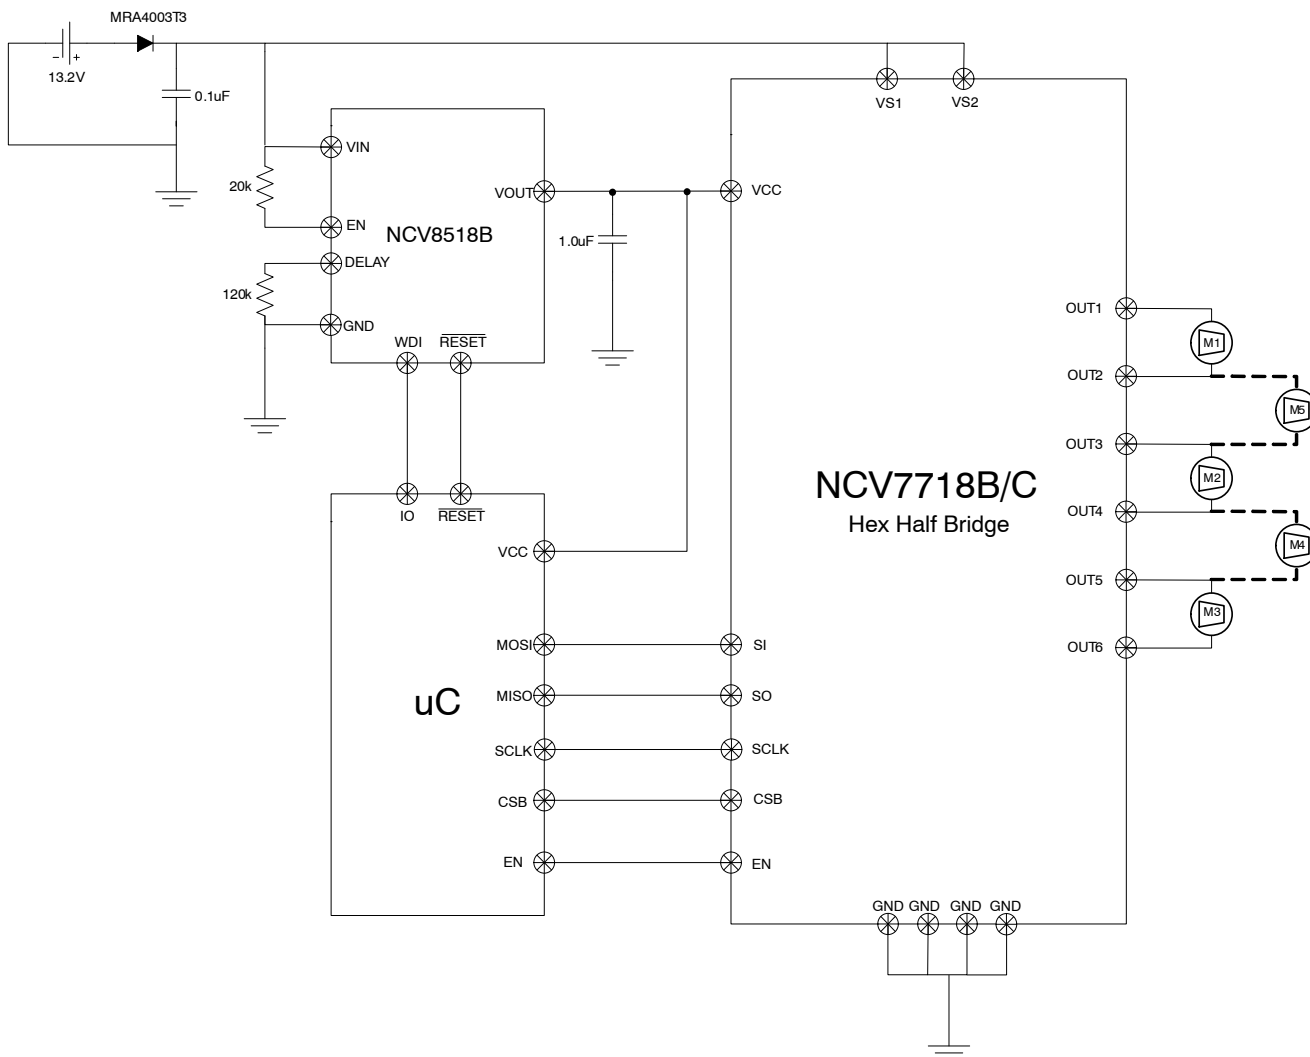 MRA4003T3
- +
13.2V
0.1uF
VS1
VS2
VIN
20k
EN
DELAY
120k
GND
NCV8518B
VOUT
WDI
RESET
1.0uF
VCC
IO
RESET
VCC
MOSI
MISO
SCLK
CSB
EN
uC
SI
SO
SCLK
CSB
EN
NCV7718B/C
Hex Half Bridge
OUT1
M1
OUT2
M5
OUT3
M2
OUT4
M4
OUT5
M3
OUT6
GND GND GND GND